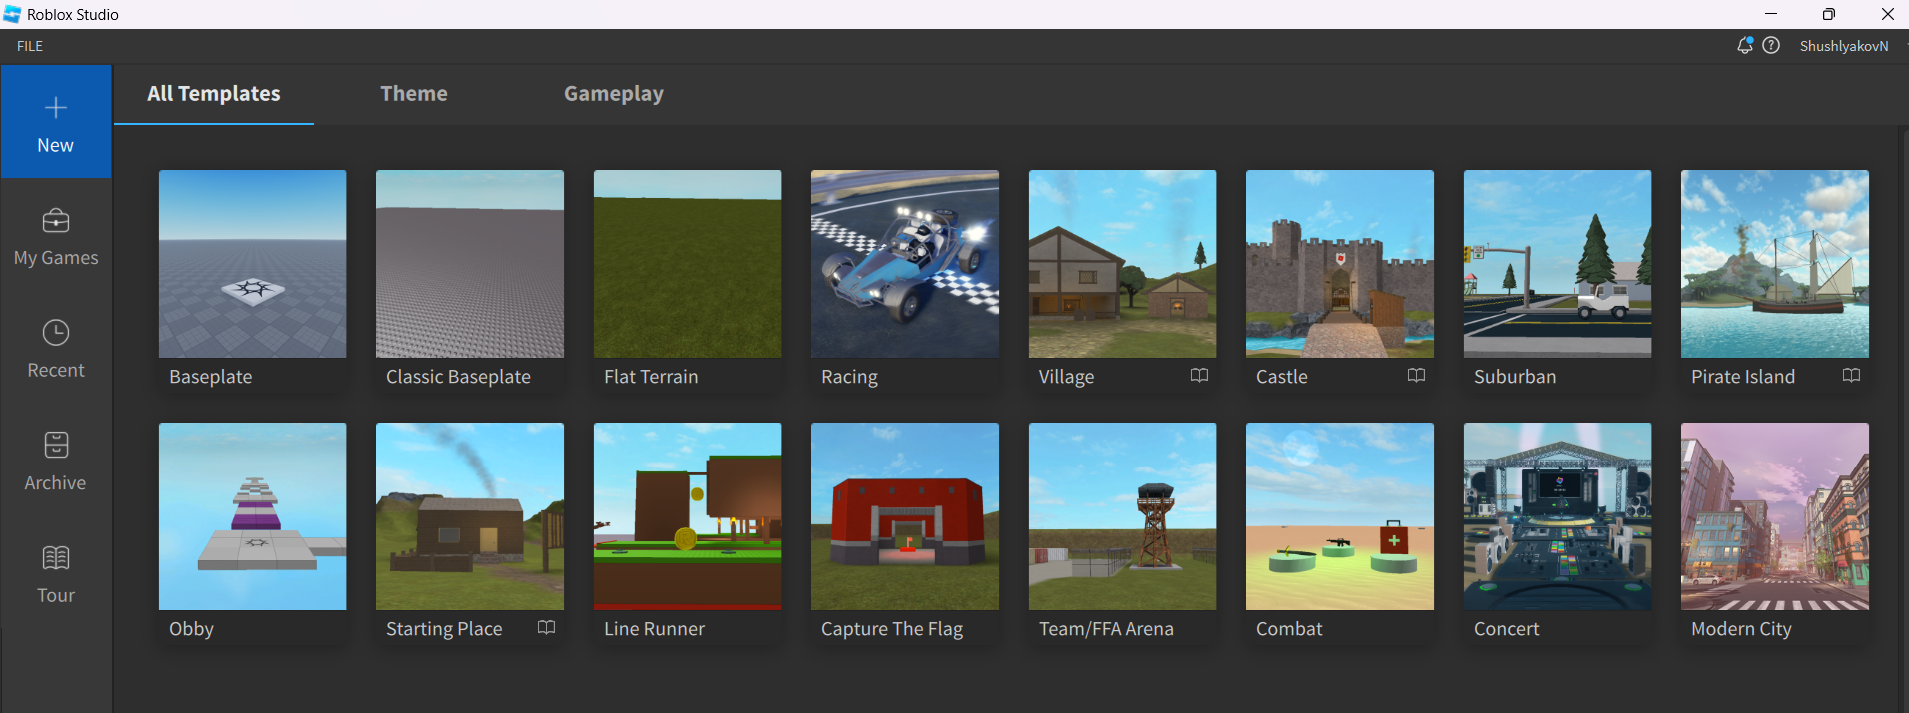 Roblox Studio
FILE
ShushlyakovN
New
My Games
Recent
Archive
Tour
All Templates
Theme
Gameplay
Baseplate
Classic Baseplate
Flat Terrain
Racing
Village
Castle
Suburban
Pirate Island
Obby
Starting Place
Line Runner
Capture The Flag
Team/FFA Arena
Combat
Concert
Modern City